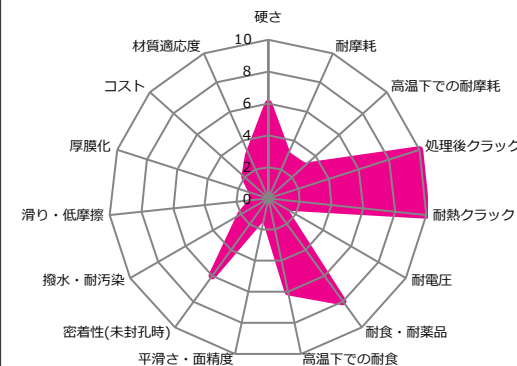 硬さ
10
耐摩耗
材質適応度
8
高温下での耐摩耗
コスト
6
4
処理後クラック
厚膜化
2
0
滑り・低摩擦
耐熱クラック
撥水・耐汚染
耐電圧
密着性(未封孔時)
耐食・耐薬品
平滑さ・面精度
高温下での耐食